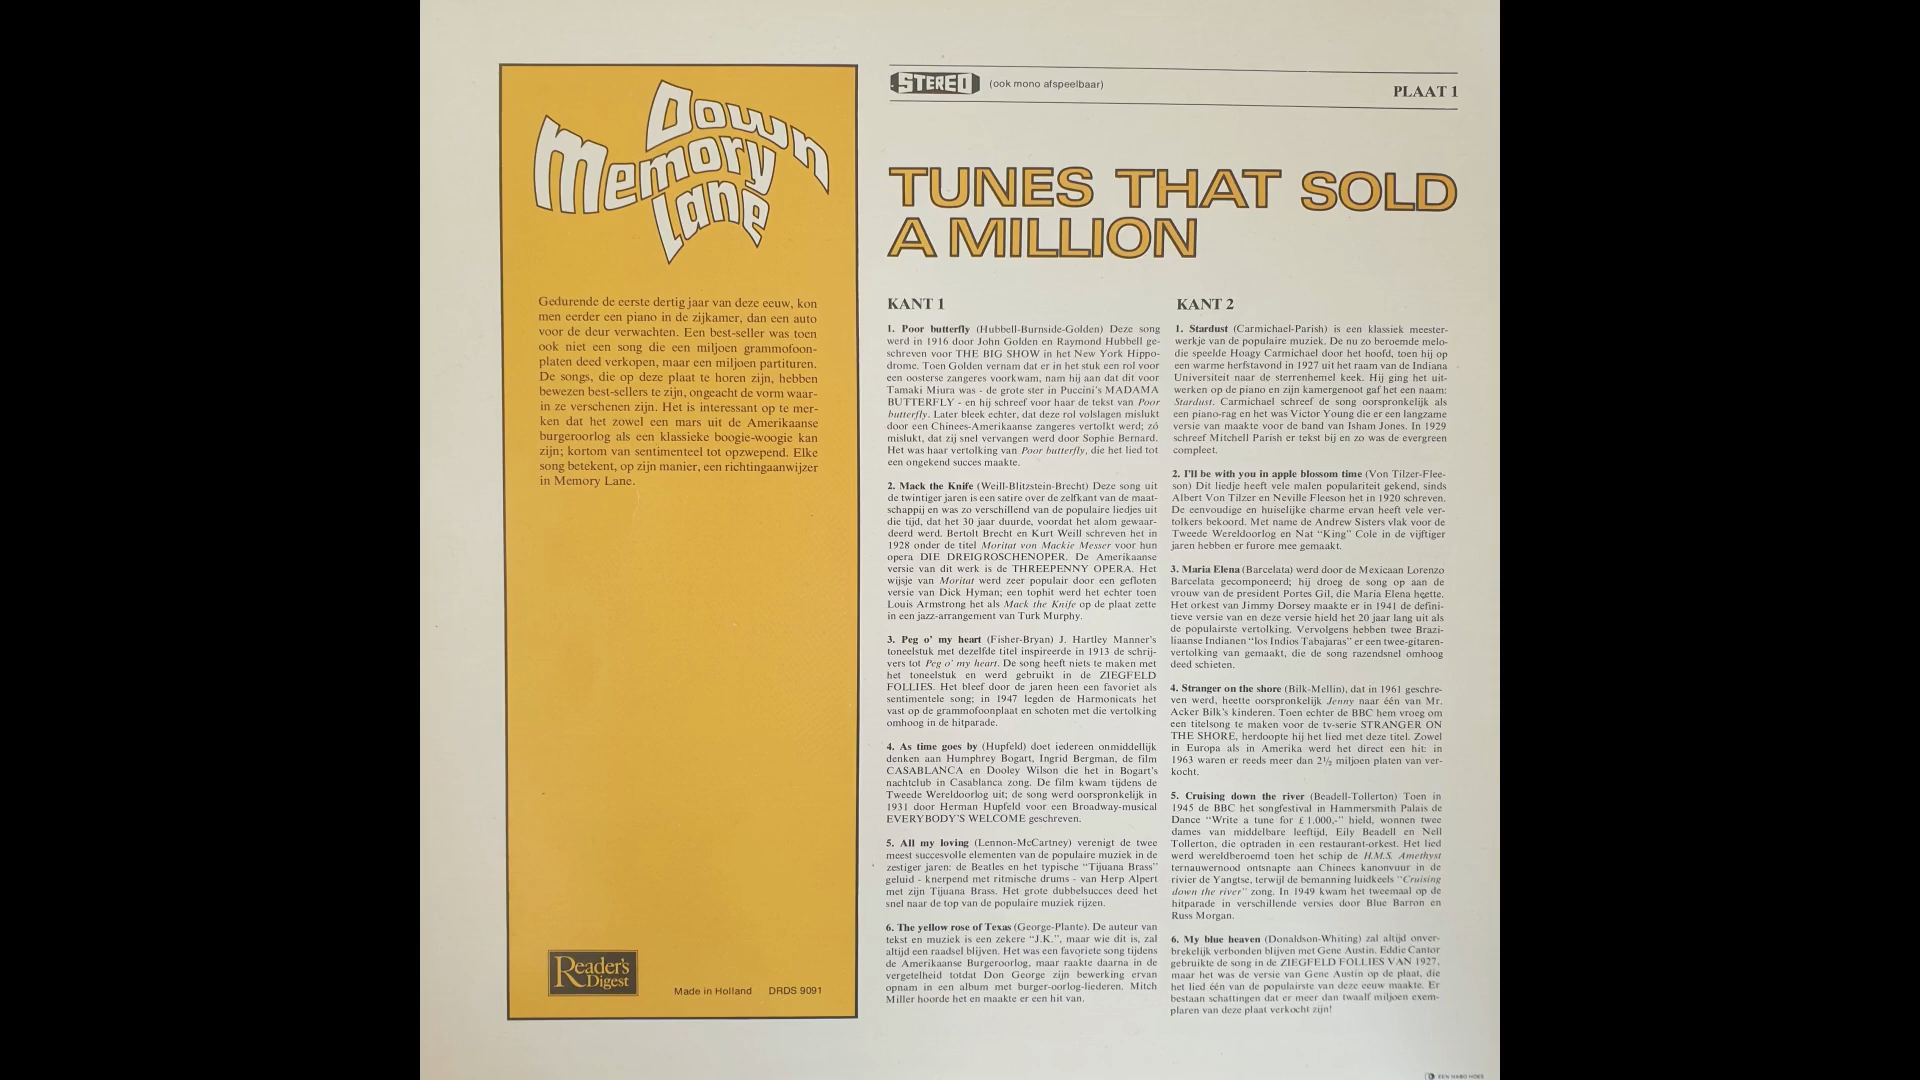 Down
Memory
Lane
Gedurende de eerste dertig jaar van deze eeuw, kon
men eerder een piano in de zijkamer, dan een auto
voor de deur verwachten. Een best-seller was toen
ook niet een song die een miljoen grammofoon-
platen deed verkopen, maar een miljoen partituren.
De songs, die op deze plaat te horen zijn, hebben
bewezen best-sellers te zijn, ongeacht de vorm waar-
in ze verschenen zijn. Het is interessant op te mer-
ken dat het zowel een mars uit de Amerikaanse
burgeroorlog als een klassieke boogie-woogie kan
zijn; kortom van sentimenteel tot opzwepend. Elke
song betekent, op zijn manier, een richtingaanwijzer
in Memory Lane.
Reader's
Digest
Made in Holland DRDS 9091
STEREO (ook mono afspeelbaar)
PLAAT 1
TUNES THAT SOLD
A MILLION
KANT 1
1. Poor butterfly (Hubbell-Burnside-Golden) Deze song
werd in 1916 door John Golden en Raymond Hubbell ge-
schreven voor THE BIG SHOW in het New York Hippo-
drome. Toen Golden vernam dat er in het stuk een rol voor
een oosterse zangeres voorkwam, nam hij aan dat dit voor
Tamaki Miura was - de grote ster in Puccini's MADAMA
BUTTERFLY - en hij schreef voor haar de tekst van Poor
butterfly. Later bleek echter, dat deze rol volslagen mislukt
door een Chinees-Amerikaanse zangeres vertolkt werd; zó
mislukt, dat zij snel vervangen werd door Sophie Bernard.
Het was haar vertolking van Poor butterfly, die het lied tot
een ongekend succes maakte.
2. Mack the Knife (Weill-Blitzstein-Brecht) Deze song uit
de twintiger jaren is een satire over de zelfkant van de maat-
schappij en was zo verschillend van de populaire liedjes uit
die tijd, dat het 30 jaar duurde, voordat het alom gewaar-
deerd werd. Bertolt Brecht en Kurt Weill schreven het in
1928 onder de titel Moritat von Mackie Messer voor hun
opera DIE DREIGROSCHENOPER. De Amerikaanse
versie van dit werk is de THREEPENNY OPERA. Het
wijsje van Moritat werd zeer populair door een gefloten
versie van Dick Hyman; een tophit werd het echter toen
Louis Armstrong het als Mack the Knife op de plaat zette
in een jazz-arrangement van Turk Murphy.
3. Peg o' my heart (Fisher-Bryan) J. Hartley Manner's
toneelstuk met dezelfde titel inspireerde in 1913 de schrij-
vers tot Peg o' my heart. De song heeft niets te maken met
het toneelstuk en werd gebruikt in de ZIEGFELD
FOLLIES. Het bleef door de jaren heen een favoriet als
sentimentele song; in 1947 legden de Harmonicats het
vast op de grammofoonplaat en schoten met die vertolking
omhoog in de hitparade.
4. As time goes by (Hupfeld) doet iedereen onmiddellijk
denken aan Humphrey Bogart, Ingrid Bergman, de film
CASABLANCA en Dooley Wilson die het in Bogart's
nachtclub in Casablanca zong. De film kwam tijdens de
Tweede Wereldoorlog uit; de song werd oorspronkelijk in
1931 door Herman Hupfeld voor een Broadway-musical
EVERYBODY'S WELCOME geschreven.
5. All my loving (Lennon-McCartney) verenigt de twee
meest succesvolle elementen van de populaire muziek in de
zestiger jaren: de Beatles en het typische "Tijuana Brass"
geluid - knerpend met ritmische drums - van Herp Alpert
met zijn Tijuana Brass. Het grote dubbelsucces deed het
snel naar de top van de populaire muziek rijzen.
6. The yellow rose of Texas (George-Plante). De auteur van
tekst en muziek is een zekere "J.K.", maar wie dit is, zal
altijd een raadsel blijven. Het was een favoriete song tijdens
de Amerikaanse Burgeroorlog, maar raakte daarna in de
vergetelheid totdat Don George zijn bewerking ervan
opnam in een album met burger-oorlog-liederen. Mitch
Miller hoorde het en maakte er een hit van.
KANT 2
1. Stardust (Carmichael-Parish) is een klassiek meester-
werkje van de populaire muziek. De nu zo beroemde melo-
die speelde Hoagy Carmichael door het hoofd, toen hij op
een warme herfstavond in 1927 uit het raam van de Indiana
Universiteit naar de sterrenhemel keek. Hij ging het uit-
werken op de piano en zijn kamergenoot gaf het een naam:
Stardust. Carmichael schreef de song oorspronkelijk als
een piano-rag en het was Victor Young die er een langzame
versie van maakte voor de band van Isham Jones. In 1929
schreef Mitchell Parish er tekst bij en zo was de evergreen
compleet.
2. I'll be with you in apple blossom time (Von Tilzer-Flee-
son) Dit liedje heeft vele malen populariteit gekend, sinds
Albert Von Tilzer en Neville Fleeson het in 1920 schreven.
De eenvoudige en huiselijke charme ervan heeft vele ver-
tolkers bekoord. Met name de Andrew Sisters vlak voor de
Tweede Wereldoorlog en Nat "King" Cole in de vijftiger
jaren hebben er furore mee gemaakt.
3. Maria Elena (Barcelata) werd door de Mexicaan Lorenzo
Barcelata gecomponeerd; hij droeg de song op aan de
vrouw van de president Portes Gil, die Maria Elena heette.
Het orkest van Jimmy Dorsey maakte er in 1941 de defini-
tieve versie van en deze versie hield het 20 jaar lang uit als
de populairste vertolking. Vervolgens hebben twee Brazi-
liaanse Indianen "los Indios Tabajaras" er een twee-gitaren-
vertolking van gemaakt, die de song razendsnel omhoog
deed schieten.
4. Stranger on the shore (Bilk-Mellin), dat in 1961 geschre-
ven werd, heette oorspronkelijk Jenny naar één van Mr.
Acker Bilk's kinderen. Toen echter de BBC hem vroeg om
een titelsong te maken voor de tv-serie STRANGER ON
THE SHORE, herdoopte hij het lied met deze titel. Zowel
in Europa als in Amerika werd het direct een hit: in
1963 waren er reeds meer dan 2½ miljoen platen van ver-
kocht.
5. Cruising down the river (Beadell-Tollerton) Toen in
1945 de BBC het songfestival in Hammersmith Palais de
Dance "Write a tune for £ 1.000,-" hield, wonnen twee
dames van middelbare leeftijd, Eily Beadell en Nell
Tollerton, die optraden in een restaurant-orkest. Het lied
werd wereldberoemd toen het schip de H.M.S. Amethyst
ternauwernood ontsnapte aan Chinees kanonvuur in de
rivier de Yangtse, terwijl de bemanning luidkeels "Cruising
down the river" zong. In 1949 kwam het tweemaal op de
hitparade in verschillende versies door Blue Barron en
Russ Morgan.
6. My blue heaven (Donaldson-Whiting) zal altijd onver-
brekelijk verbonden blijven met Gene Austin. Eddie Cantor
gebruikte de song in de ZIEGFELD FOLLIES VAN 1927,
maar het was de versie van Gene Austin op de plaat, die
het lied één van de populairste van deze eeuw maakte. Er
bestaan schattingen dat er meer dan twaalf miljoen exem-
plaren van deze plaat verkocht zijn!
EEN NABO HOES